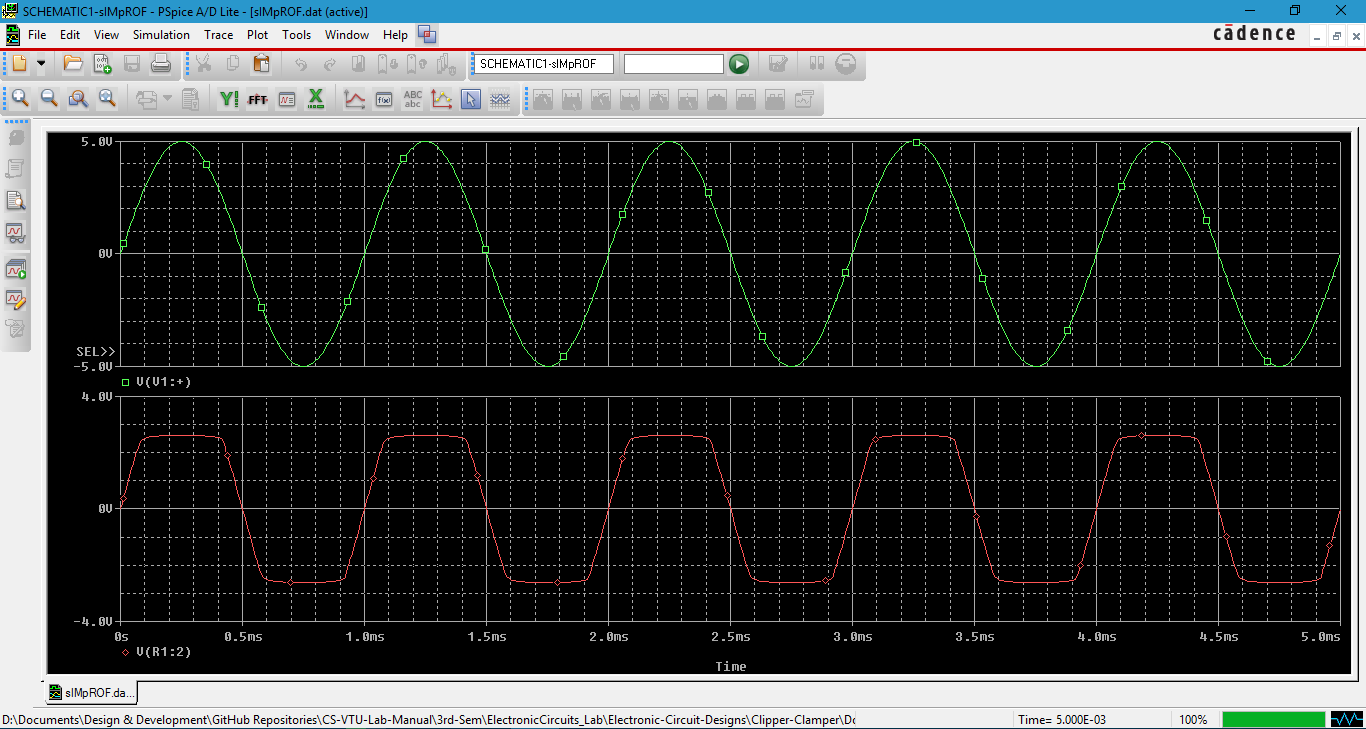 SCHEMATIC1-sIMpROF - PSpice A/D Lite - [sIMpROF.dat (active)]
File Edit View Simulation Trace Plot Tools Window Help
cādence
SCHEMATIC1-sIMpROF
Y! FFT
f(x) ABC
abc
5.0V
0V
SEL>>
-5.0V
V(V1:+)
4.0V
0V
-4.0V
0s 0.5ms 1.0ms 1.5ms 2.0ms 2.5ms 3.0ms 3.5ms 4.0ms 4.5ms 5.0ms
V(R1:2)
Time
sIMpROF.da...
D:\Documents\Design & Development\GitHub Repositories\CS-VTU-Lab-Manual\3rd-Sem\ElectronicCircuits_Lab\Electronic-Circuit-Designs\Clipper-Clamper\Dc
Time= 5.000E-03 100%